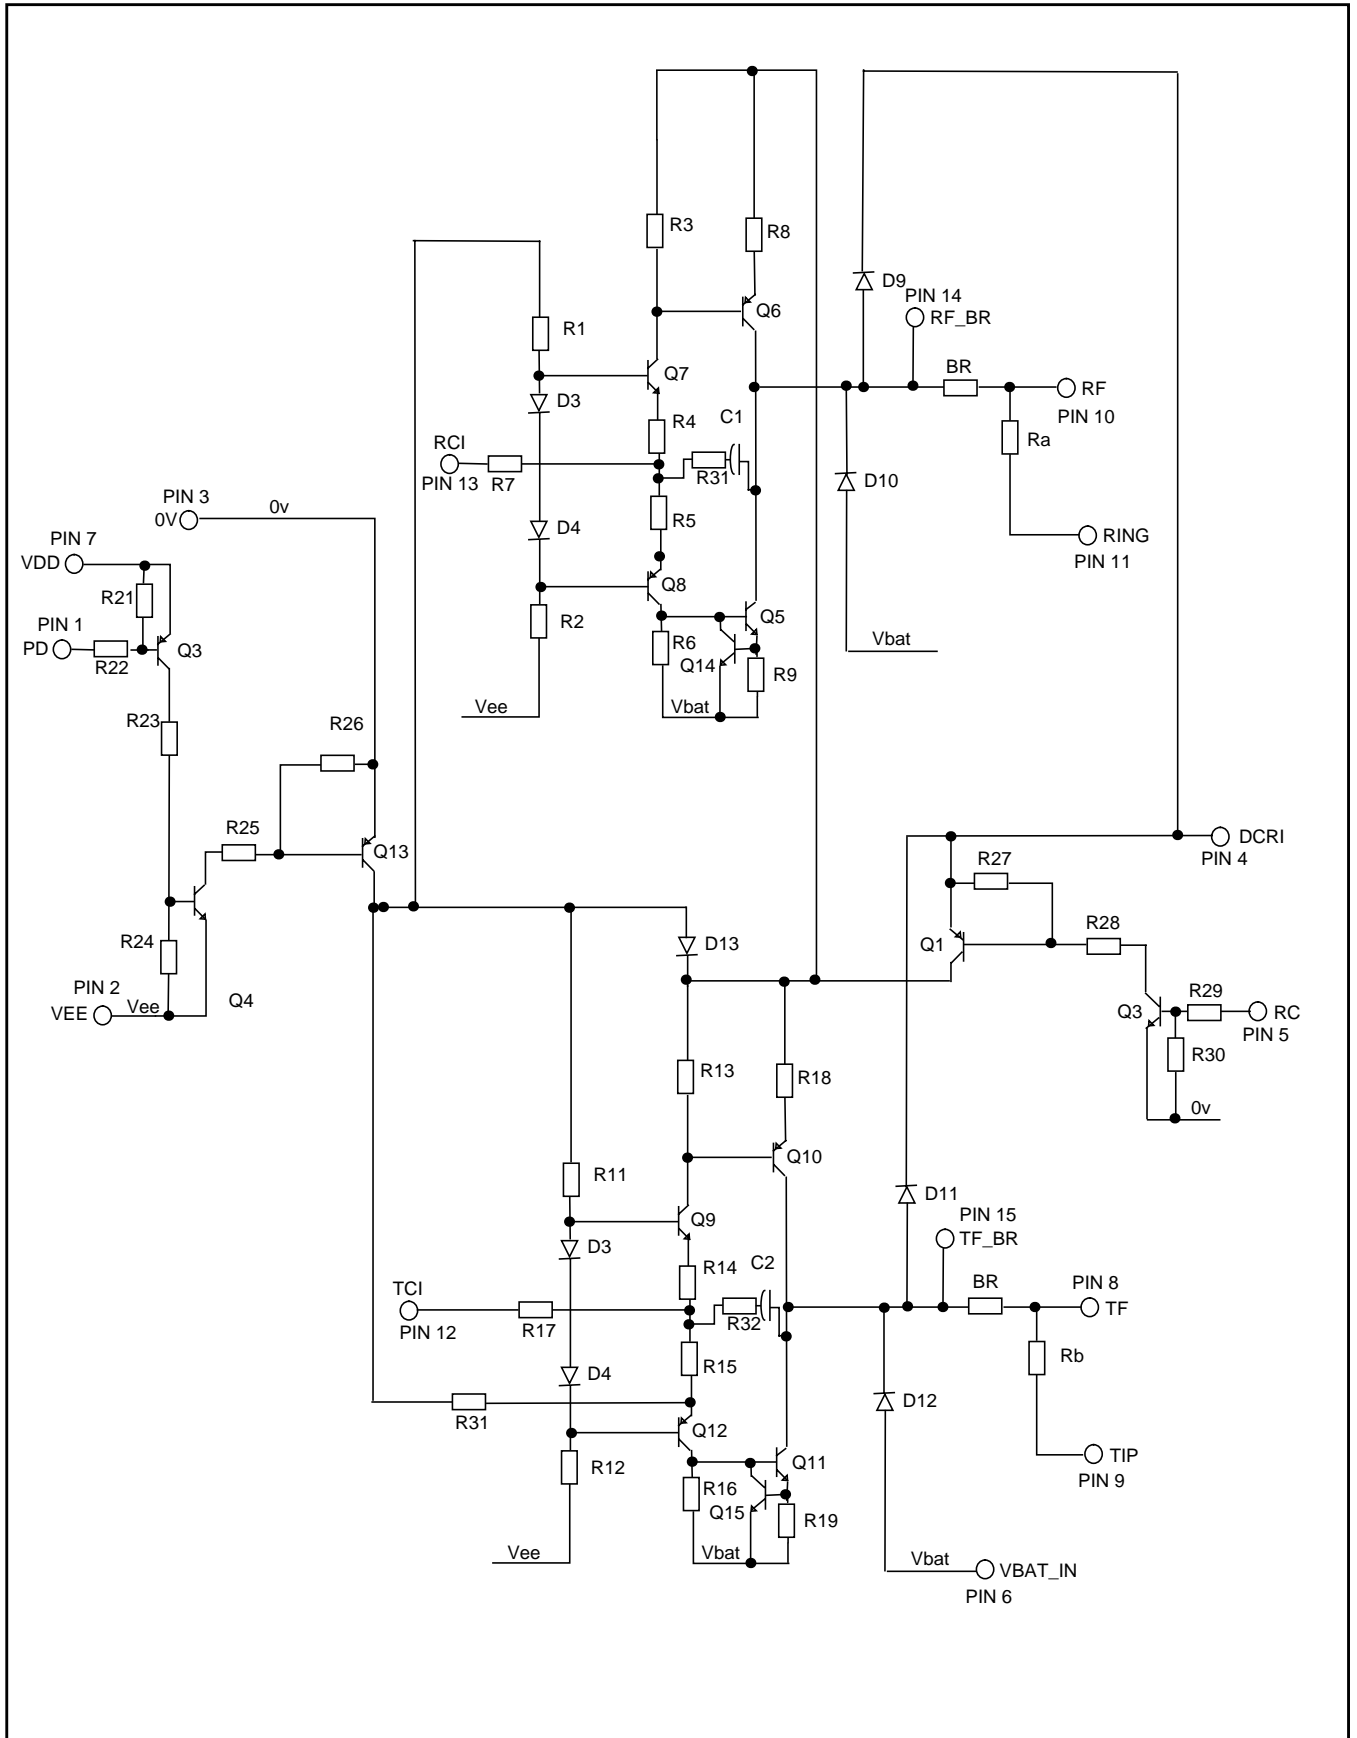 R3
R8
D9
PIN 14
RF_BR
Q6
R1
BR
Q7
RF
D3
PIN 10
C1
R4
Ra
RCI
PIN 13
R7
R31
D10
PIN 3
0v
0V
R5
D4
RING
PIN 11
PIN 7
VDD
Q8
R21
Q5
R2
PIN 1
PD
R22
Q3
R6
Q14
Vbat
R9
Vee
Vbat
R23
R26
R25
Q13
DCRI
PIN 4
R27
R28
R24
D13
Q1
PIN 2
VEE
Vee
Q4
R29
Q3
RC
PIN 5
R30
R13
R18
0v
Q10
R11
D11
Q9
PIN 15
TF_BR
D3
C2
R14
BR
PIN 8
TF
TCI
PIN 12
R17
R32
R15
Rb
D4
D12
R31
Q12
R12
Q11
TIP
PIN 9
R16
Q15
R19
Vee
Vbat
Vbat
VBAT_IN
PIN 6